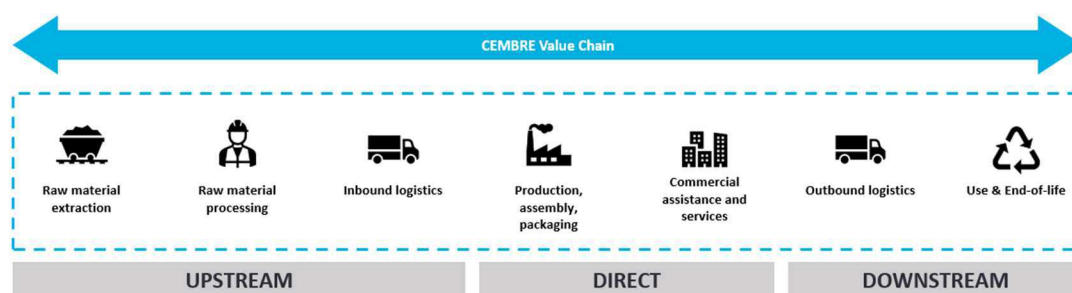 CEMBRE Value Chain
Raw material
extraction
Raw material
processing
Inbound logistics
Production,
assembly,
packaging
Commercial
assistance and
services
Outbound logistics
Use & End-of-life
UPSTREAM
DIRECT
DOWNSTREAM